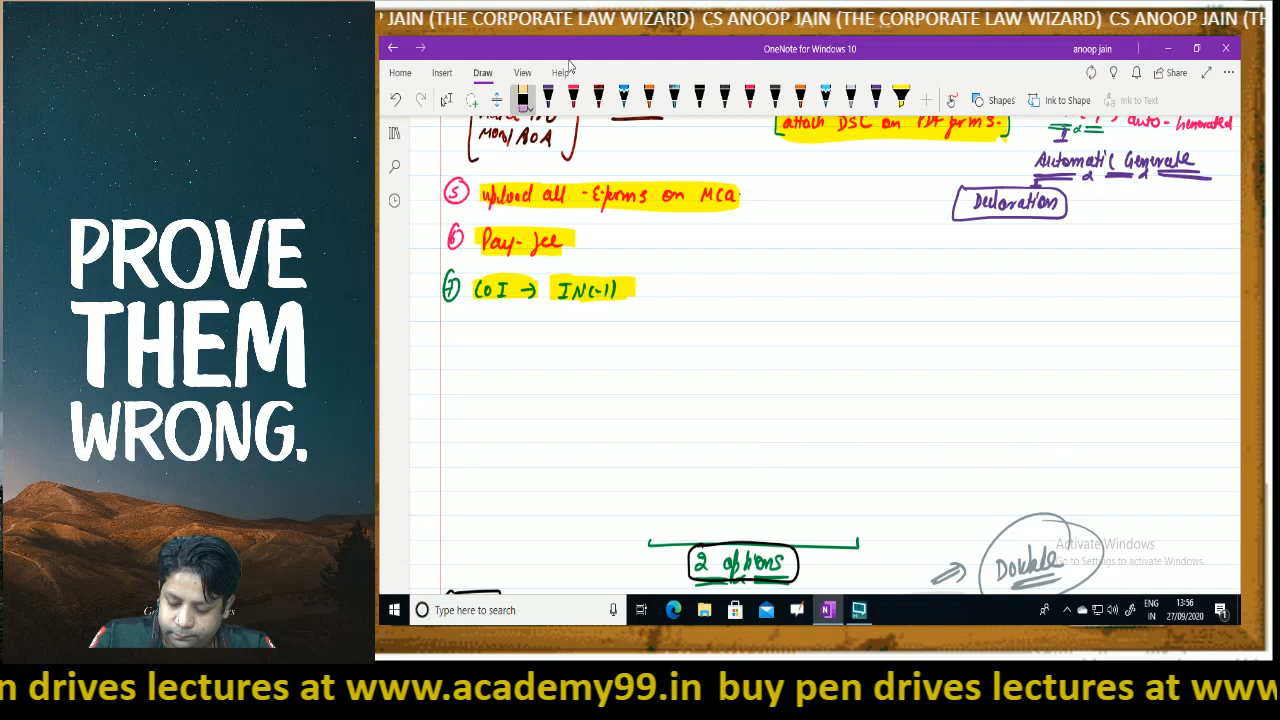 P JAIN (THE CORPORATE LAW WIZARD) CS ANOOP JAIN (THE CORPORATE LAW WIZARD) CS ANOOP JAIN (TH
OneNote for Windows 10
anoop jain
Home Insert Draw View Help
Share
Shapes
Ink to Shape
Ink to Text
MOA/AOA
attach DSC on PDF forms.
auto-Generated
Automatic Generate
Declaration
5 upload all - E-forms on MCA
6 Pay-fee
7 COI → INC-11
2 options
Double
Activate Windows
Go to Settings to activate Windows.
PROVE
THEM
WRONG.
Type here to search
ENG
IN
13:56
27/09/2020
n drives lectures at www.academy99.in buy pen drives lectures at www